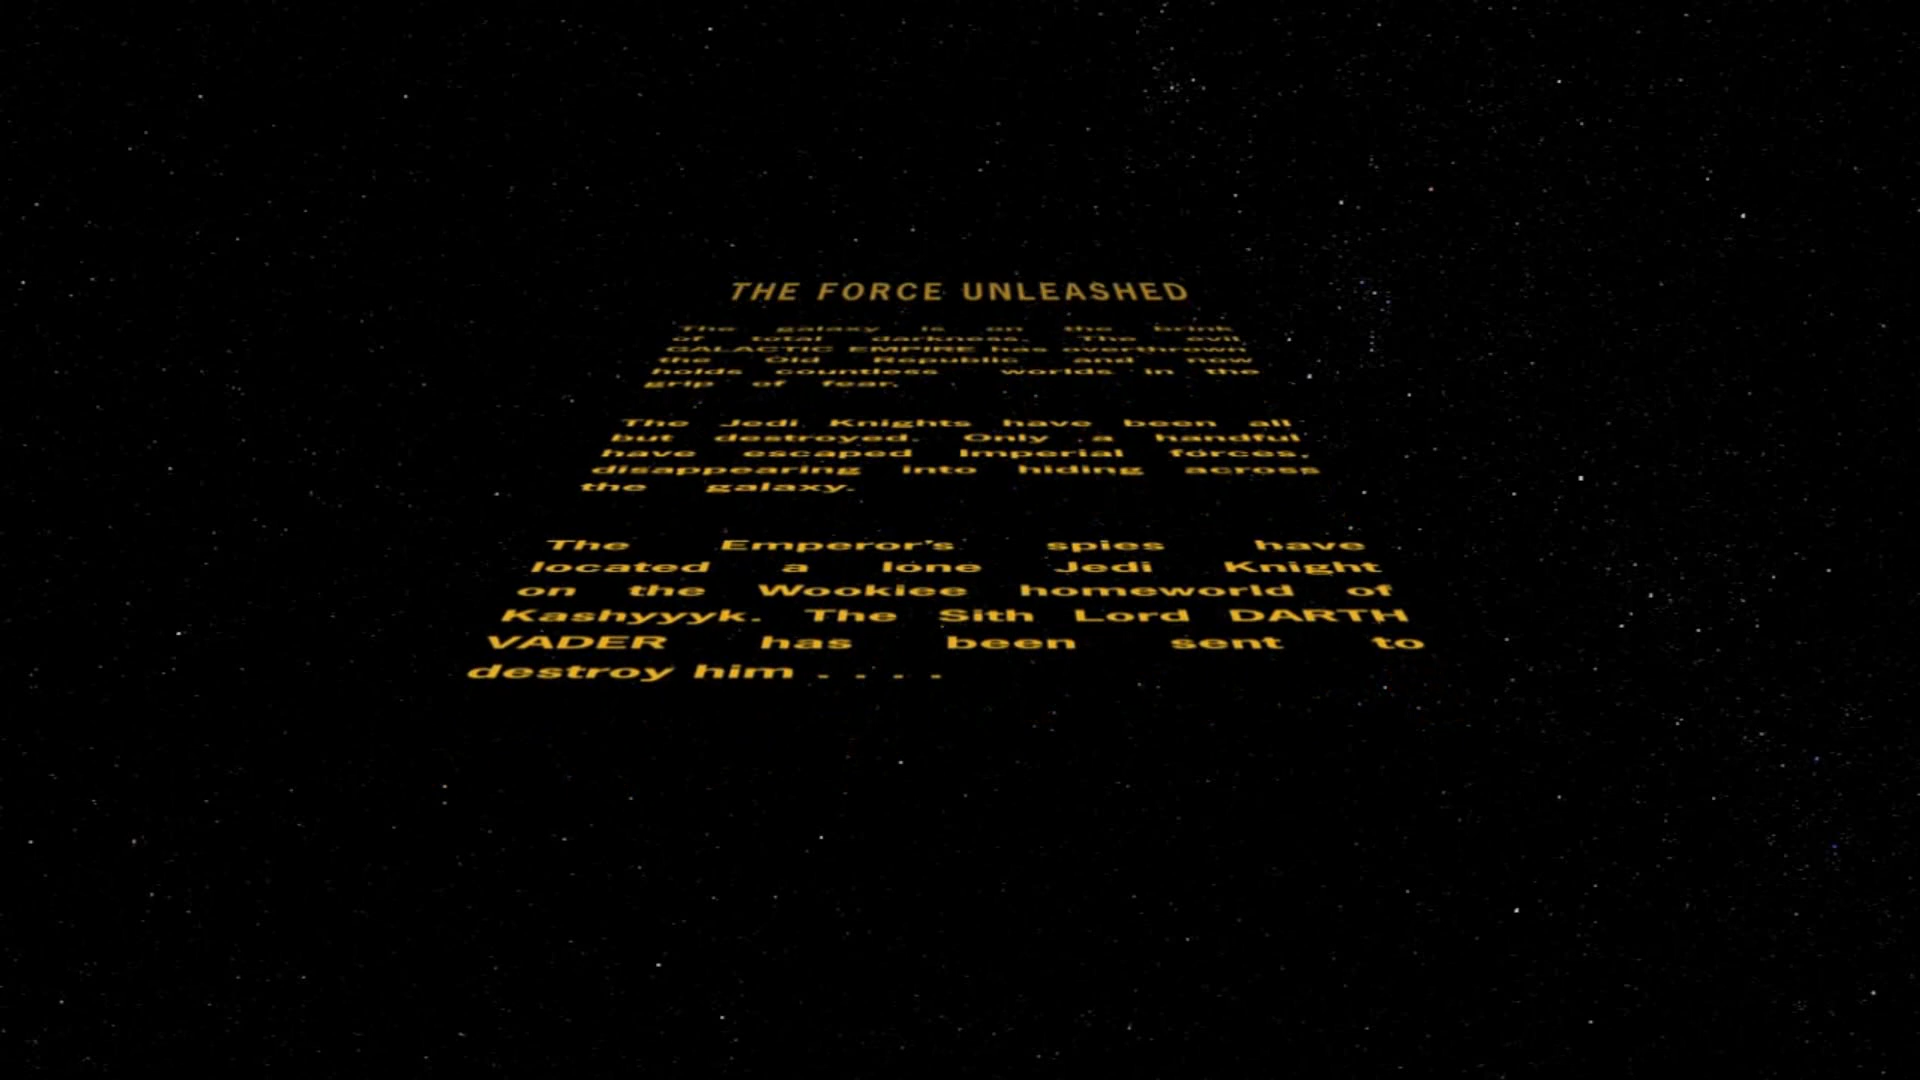 THE FORCE UNLEASHED
The galaxy is on the brink
of total darkness. The evil
GALACTIC EMPIRE has overthrown
the Old Republic and now
holds countless worlds in the
grip of fear.
The Jedi Knights have been all
but destroyed. Only a handful
have escaped Imperial forces,
disappearing into hiding across
the galaxy.
The Emperor's spies have
located a lone Jedi Knight
on the Wookiee homeworld of
Kashyyyk. The Sith Lord DARTH
VADER has been sent to
destroy him . . . .